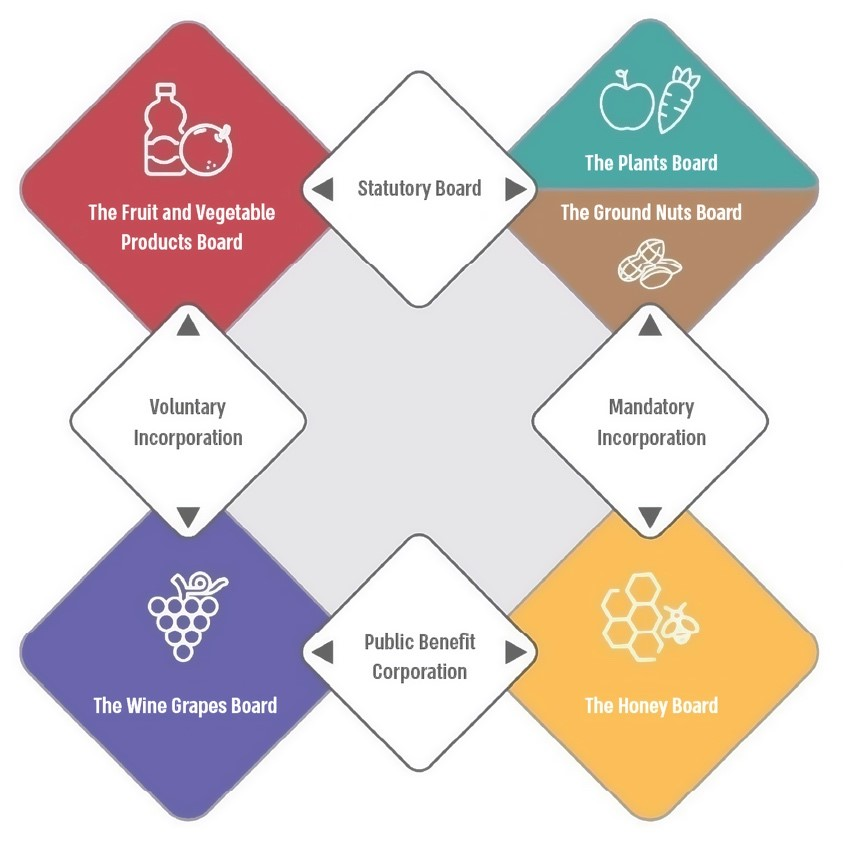 Statutory Board
The Plants Board
The Fruit and Vegetable
Products Board
The Ground Nuts Board
Voluntary
Incorporation
Mandatory
Incorporation
Public Benefit
Corporation
The Wine Grapes Board
The Honey Board